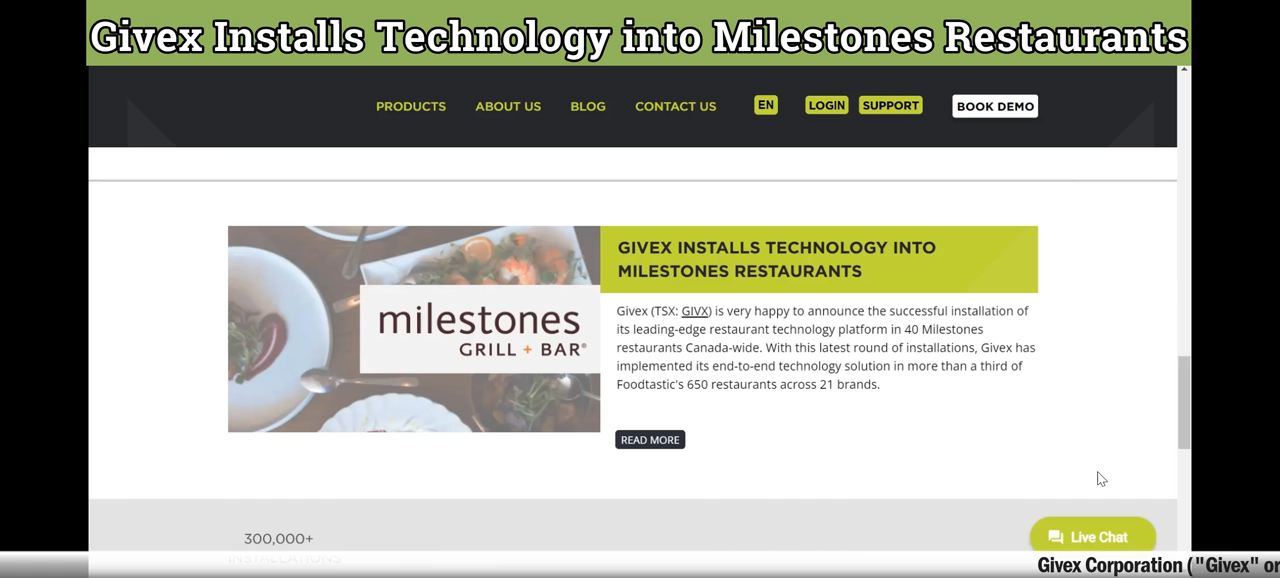 Givex Installs Technology into Milestones Restaurants
PRODUCTS ABOUT US BLOG CONTACT US EN LOGIN SUPPORT BOOK DEMO
milestones
GRILL + BAR®
GIVEX INSTALLS TECHNOLOGY INTO
MILESTONES RESTAURANTS
Givex (TSX: GIVX) is very happy to announce the successful installation of
its leading-edge restaurant technology platform in 40 Milestones
restaurants Canada-wide. With this latest round of installations, Givex has
implemented its end-to-end technology solution in more than a third of
Foodtastic's 650 restaurants across 21 brands.
READ MORE
300,000+
INSTALLATIONS
Live Chat
Givex Corporation ("Givex" or